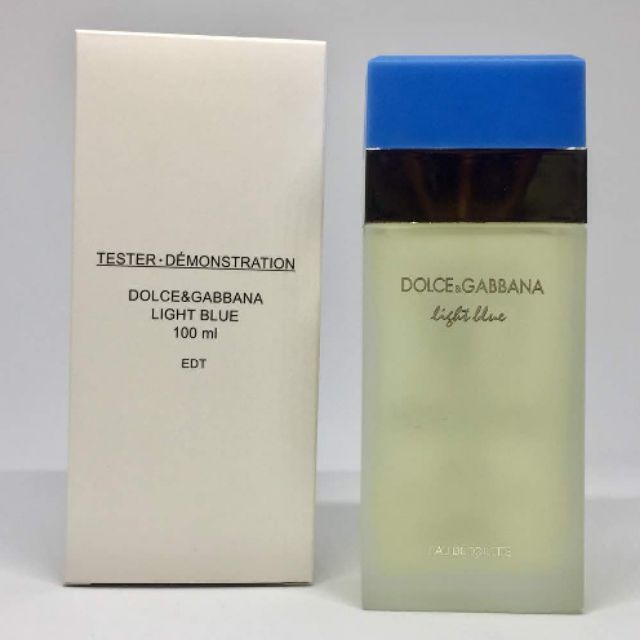 TESTER•DÉMONSTRATION
DOLCE&GABBANA
LIGHT BLUE
100 ml
EDT
DOLCE&GABBANA
light blue
EAU DE TOILETTE